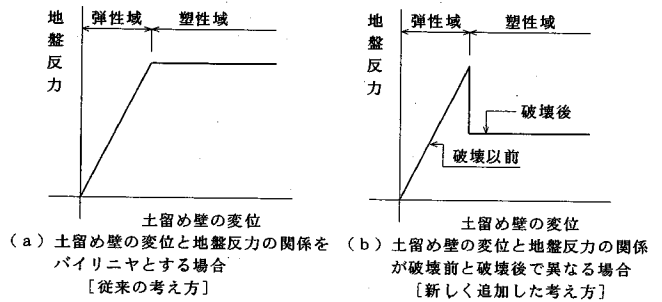 地盤反力
弾性域
塑性域
土留め壁の変位
(a)土留め壁の変位と地盤反力の関係を
バイリニヤとする場合
[従来の考え方]
地盤反力
弾性域
塑性域
破壊後
破壊以前
土留め壁の変位
(b)土留め壁の変位と地盤反力の関係
が破壊前と破壊後で異なる場合
[新しく追加した考え方]